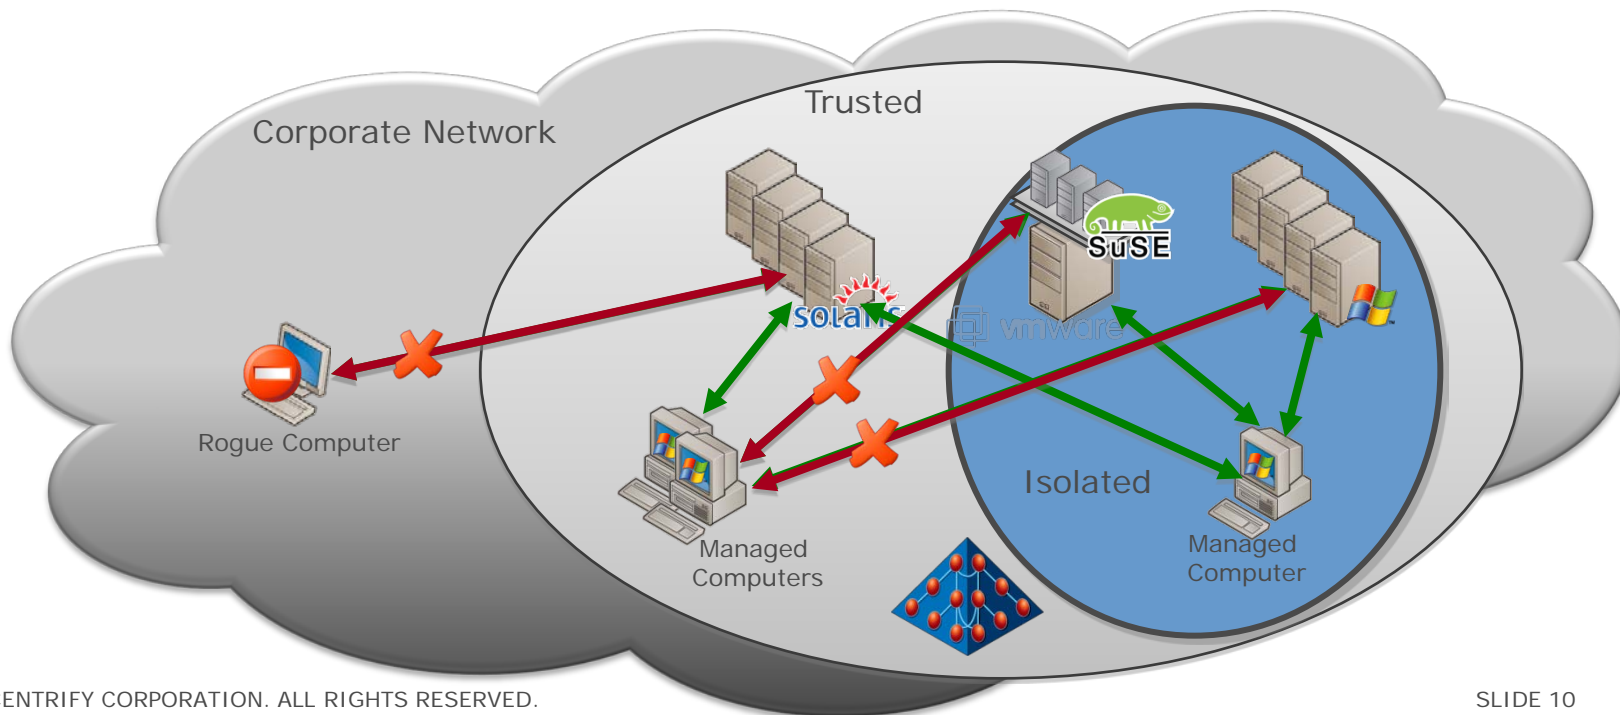 Trusted
Corporate Network
SuSE
solaris
vmware
Rogue Computer
Isolated
Managed
Computers
Managed
Computer
ENTRIFY CORPORATION. ALL RIGHTS RESERVED.
SLIDE 10